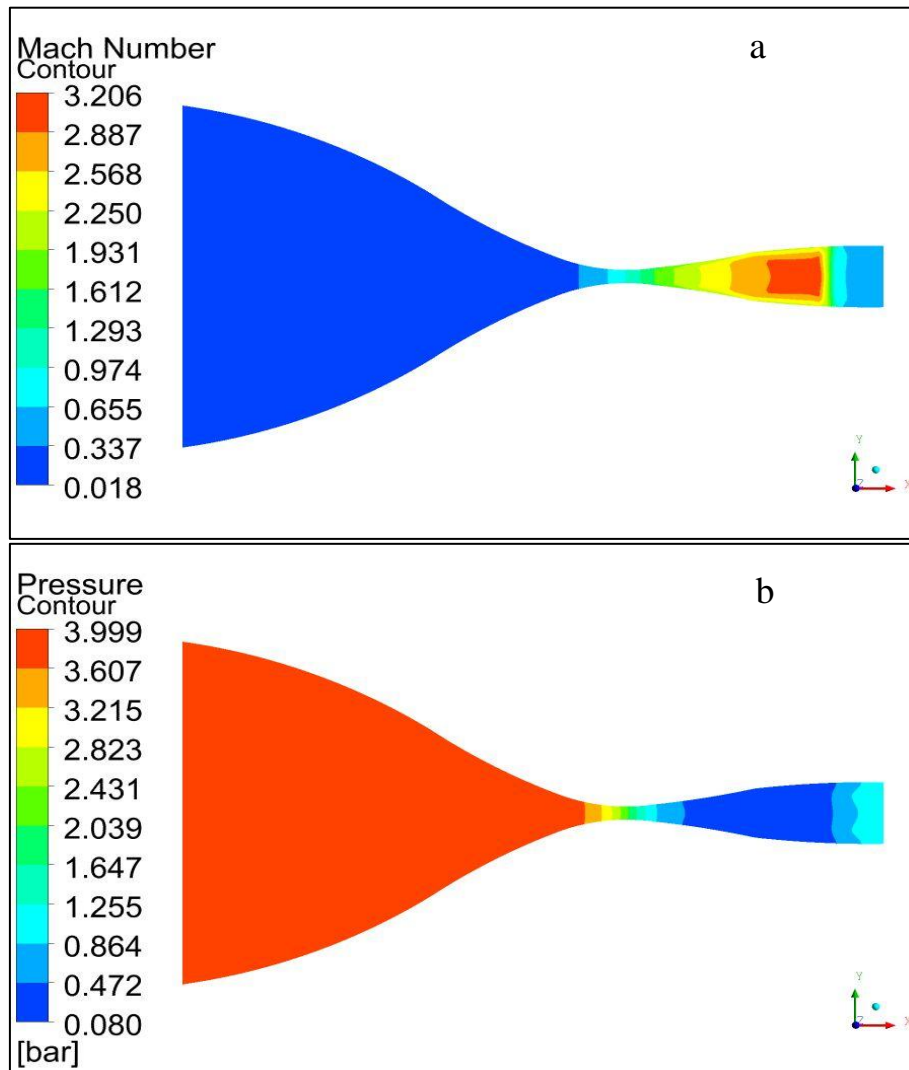 a
Mach Number
Contour
3.206
2.887
2.568
2.250
1.931
1.612
1.293
0.974
0.655
0.337
0.018
Y
Z
X
b
Pressure
Contour
3.999
3.607
3.215
2.823
2.431
2.039
1.647
1.255
0.864
0.472
0.080
[bar]
Y
Z
X